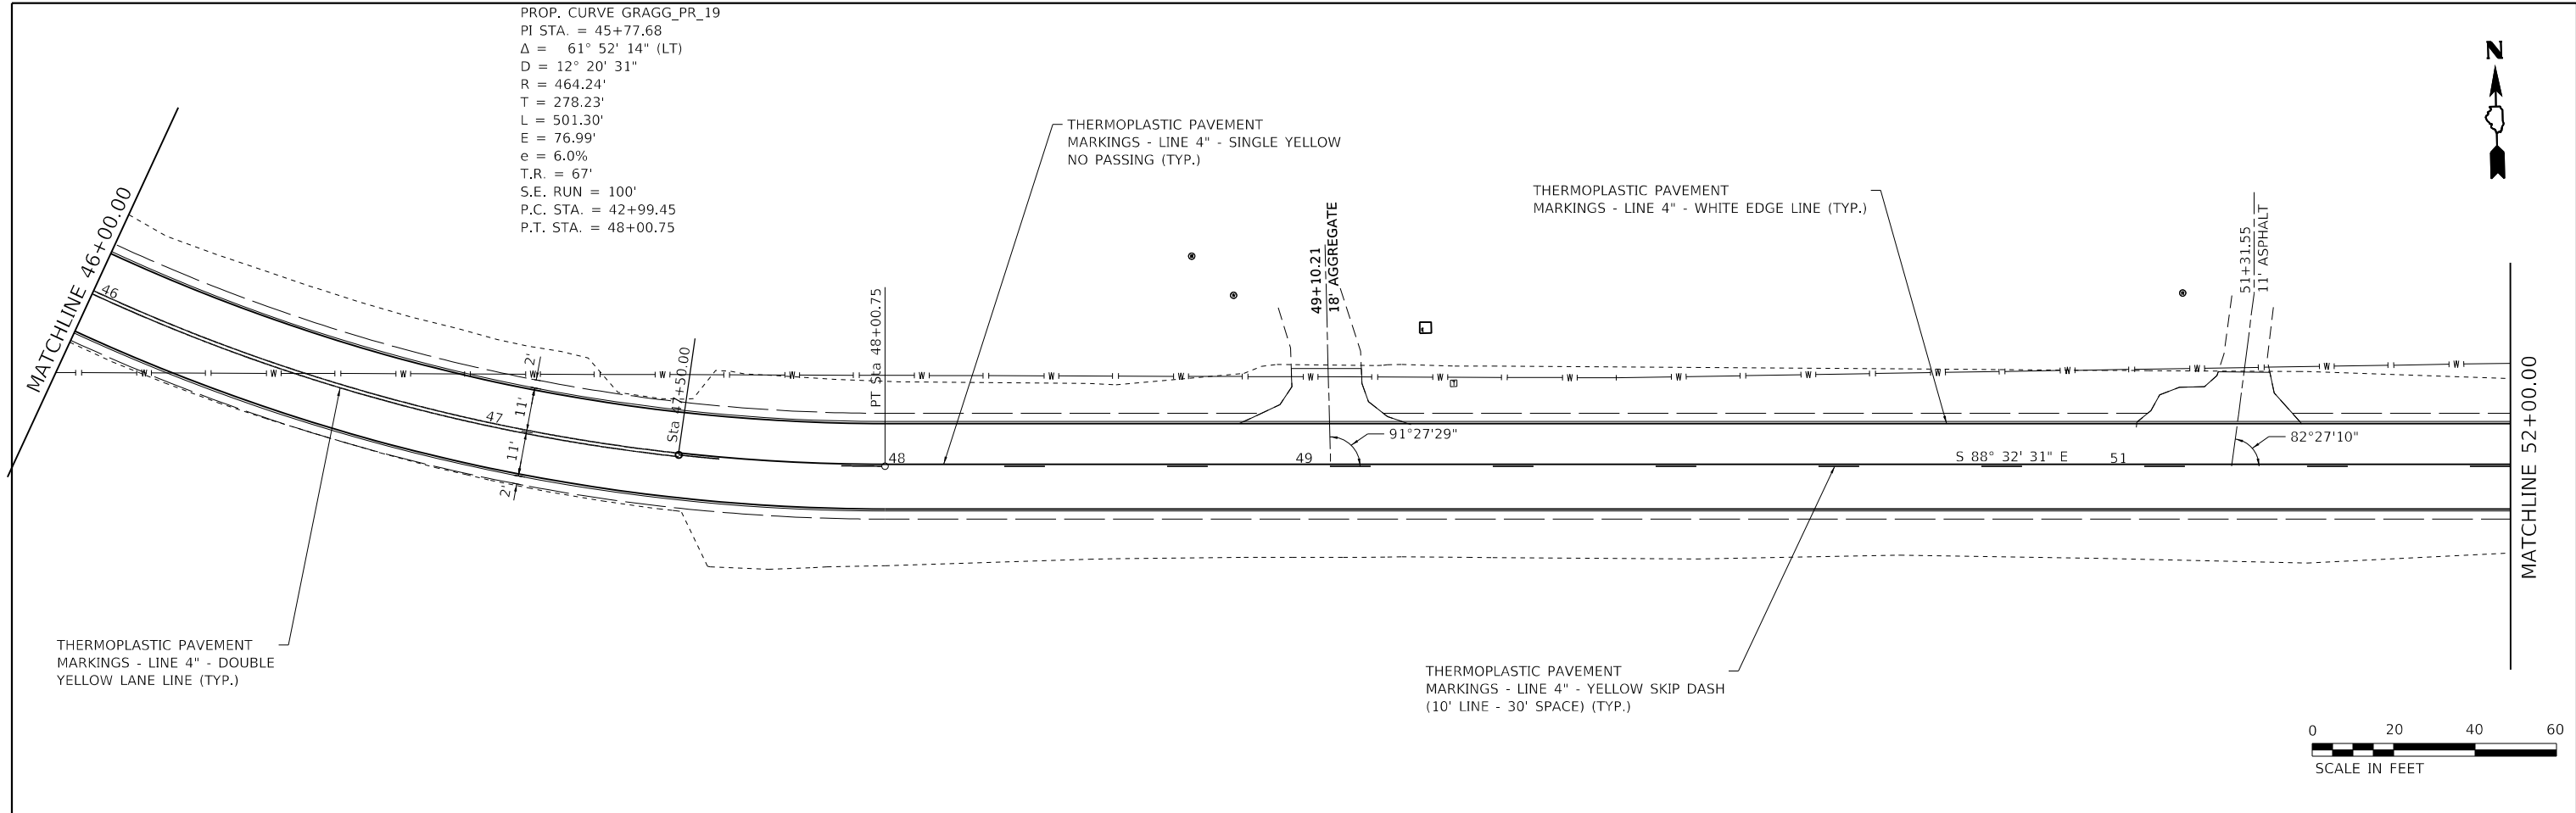 PROP. CURVE GRAGG_PR_19
PI STA. = 45+77.68
Δ = 61° 52' 14" (LT)
D = 12° 20' 31"
R = 464.24'
T = 278.23'
L = 501.30'
E = 76.99'
e = 6.0%
T.R. = 67'
S.E. RUN = 100'
P.C. STA. = 42+99.45
P.T. STA. = 48+00.75
N
THERMOPLASTIC PAVEMENT
MARKINGS - LINE 4" - SINGLE YELLOW
NO PASSING (TYP.)
THERMOPLASTIC PAVEMENT
MARKINGS - LINE 4" - WHITE EDGE LINE (TYP.)
MATCHLINE 46+00.00
46
47
2'
11'
11'
2'
Sta 47+50.00
PT Sta 48+00.75
48
49+10.21
18' AGGREGATE
91°27'29"
49
S 88° 32' 31" E
51
51+31.55
11' ASPHALT
82°27'10"
MATCHLINE 52+00.00
W W W W W W W W W W W W W W W W W W W
T
THERMOPLASTIC PAVEMENT
MARKINGS - LINE 4" - DOUBLE
YELLOW LANE LINE (TYP.)
THERMOPLASTIC PAVEMENT
MARKINGS - LINE 4" - YELLOW SKIP DASH
(10' LINE - 30' SPACE) (TYP.)
0 20 40 60
SCALE IN FEET